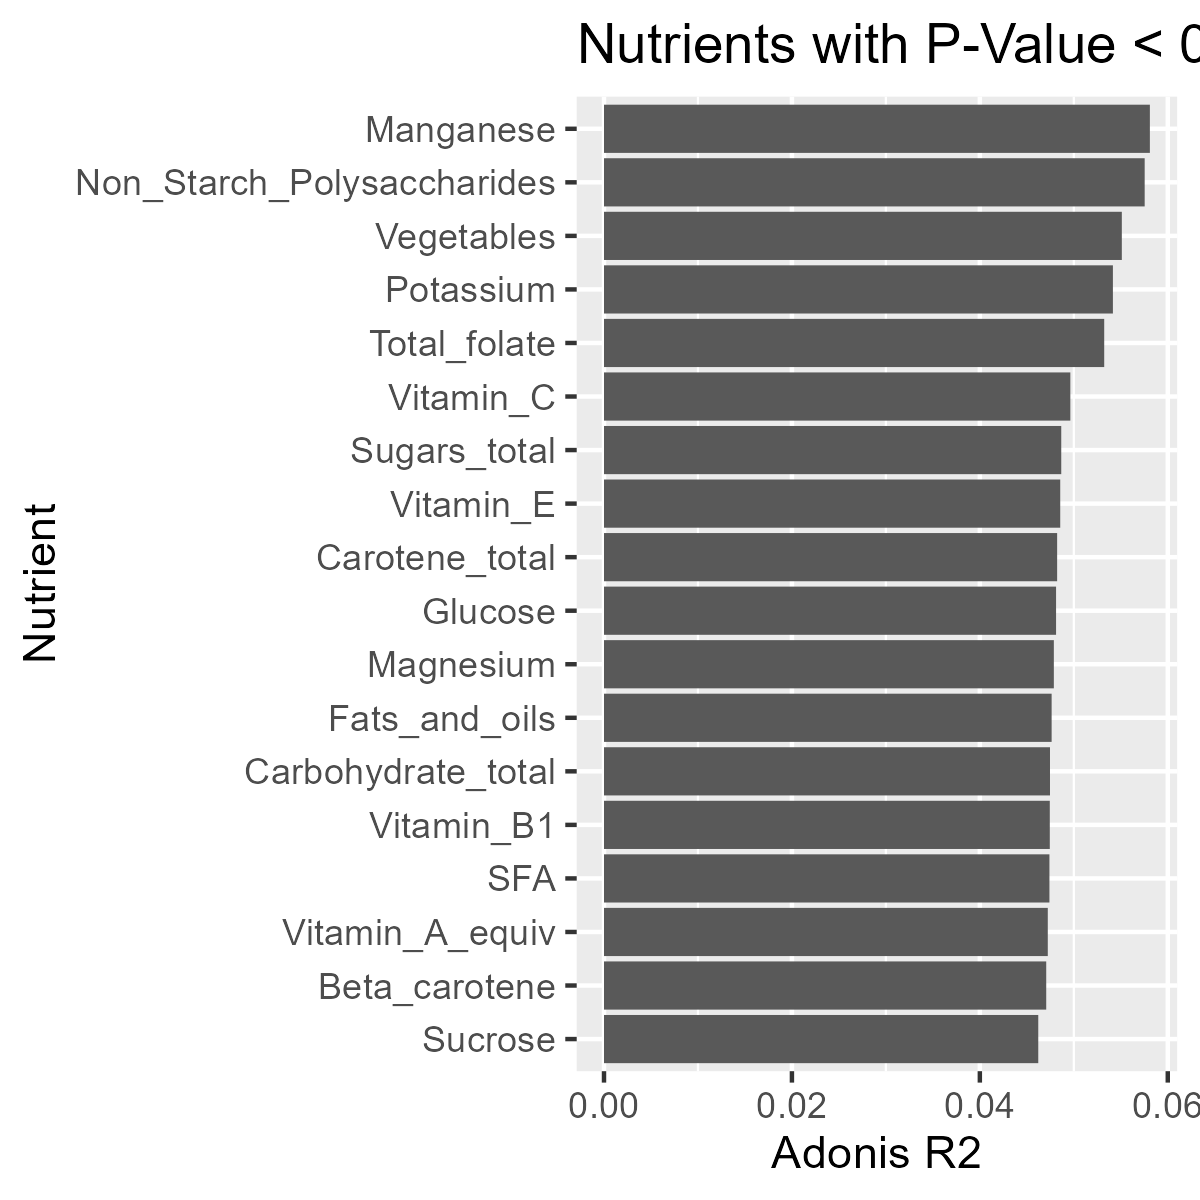 Nutrients with P-Value < 0
Manganese
Non_Starch_Polysaccharides
Vegetables
Potassium
Total_folate
Vitamin_C
Sugars_total
Vitamin_E
Carotene_total
Glucose
Magnesium
Fats_and_oils
Carbohydrate_total
Vitamin_B1
SFA
Vitamin_A_equiv
Beta_carotene
Sucrose
Nutrient
0.00 0.02 0.04 0.06
Adonis R2